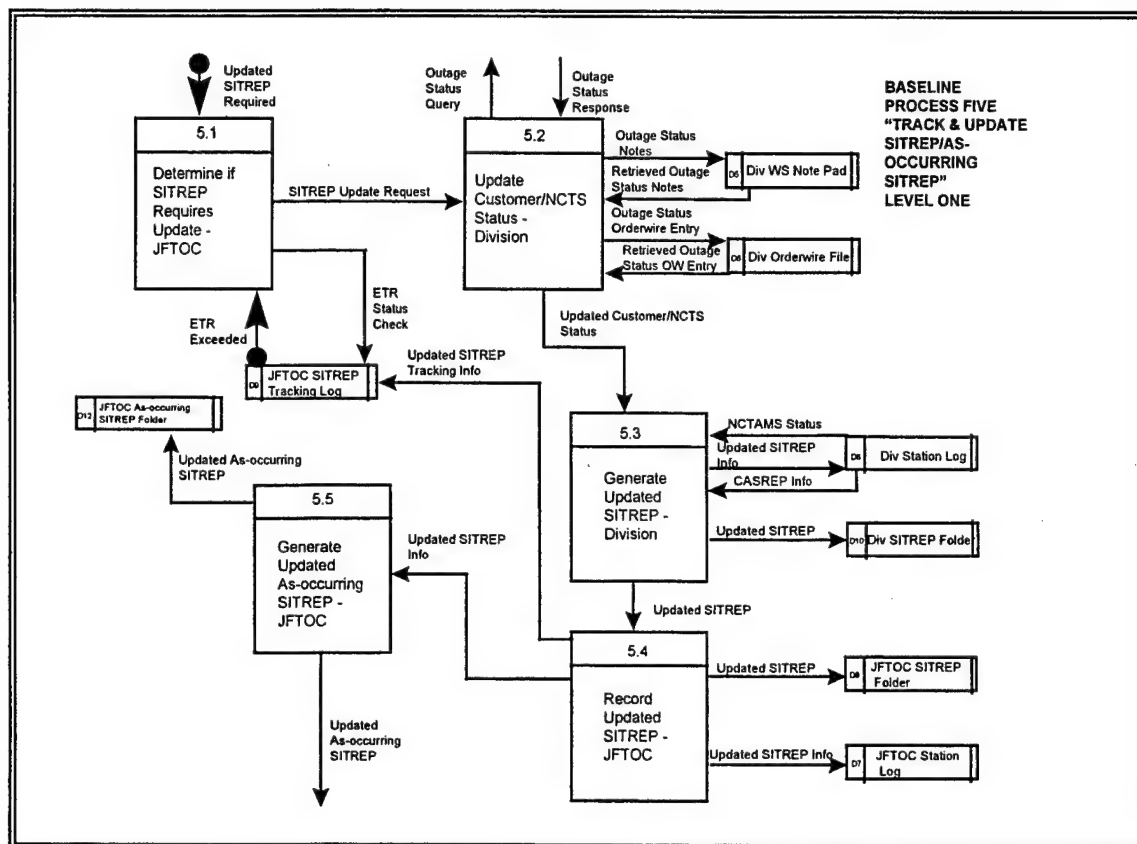 Updated
SITREP
Required
Outage
Status
Query
Outage
Status
Response
BASELINE
PROCESS FIVE
“TRACK & UPDATE
SITREP/AS-
OCCURRING
SITREP”
LEVEL ONE
5.1
Determine if
SITREP
Requires
Update -
JFTOC
SITREP Update Request
5.2
Update
Customer/NCTS
Status -
Division
Outage Status
Notes
Retrieved Outage
Status Notes
Div WS Note Pad
Outage Status
Orderwire Entry
Retrieved Outage
Status OW Entry
Div Orderwire File
ETR
Exceeded
ETR
Status
Check
Updated Customer/NCTS
Status
JFTOC SITREP
Tracking Log
Updated SITREP
Tracking Info
D12
JFTOC As-occurring
SITREP Folder
Updated As-occurring
SITREP
5.3
Generate
Updated
SITREP -
Division
NCTAMS Status
Updated SITREP
Info
CASREP Info
Div Station Log
Updated SITREP
D10
Div SITREP Folder
5.5
Generate
Updated
As-occurring
SITREP -
JFTOC
Updated SITREP
Info
Updated SITREP
5.4
Record
Updated
SITREP -
JFTOC
Updated SITREP
JFTOC SITREP
Folder
Updated SITREP Info
D7
JFTOC Station
Log
Updated
As-occurring
SITREP